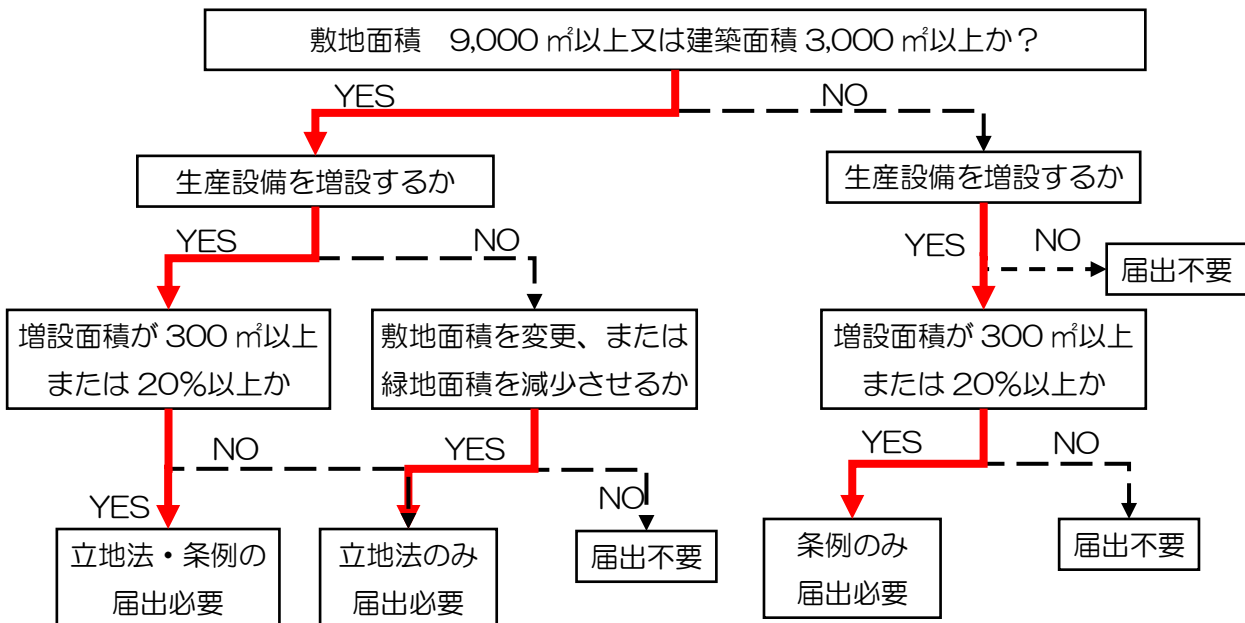 敷地面積　9,000 ㎡以上又は建築面積 3,000 ㎡以上か？
YES
NO
生産設備を増設するか
生産設備を増設するか
YES
NO
YES
NO
届出不要
増設面積が 300 ㎡以上
または 20%以上か
敷地面積を変更、または
緑地面積を減少させるか
増設面積が 300 ㎡以上
または 20%以上か
NO
YES
YES
NO
YES
NO
立地法・条例の
届出必要
立地法のみ
届出必要
届出不要
条例のみ
届出必要
届出不要